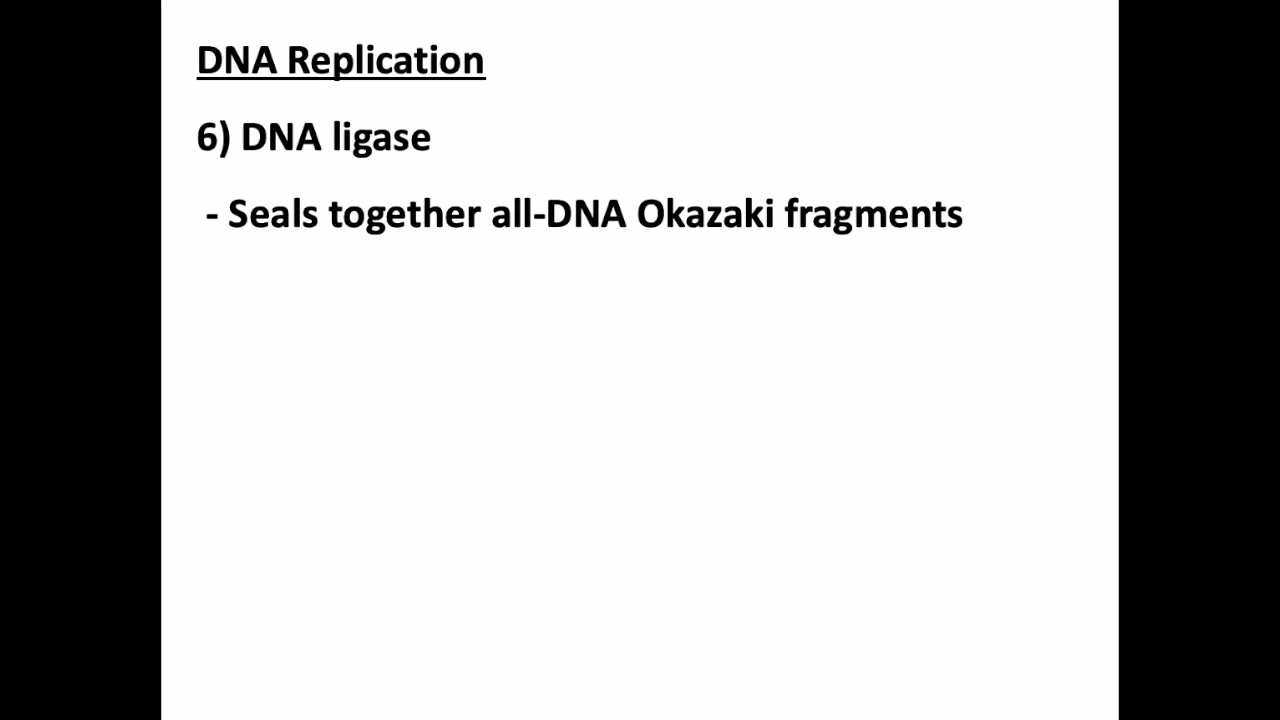 DNA Replication
6) DNA ligase
- Seals together all-DNA Okazaki fragments